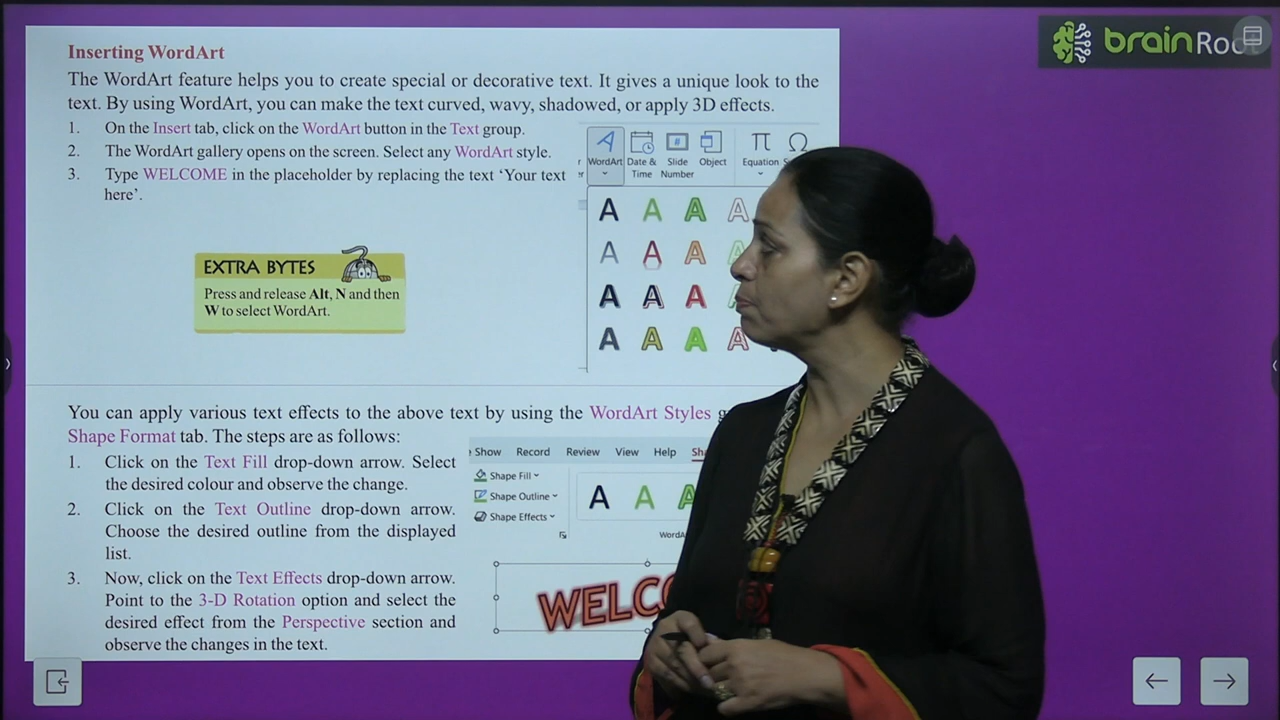 brainRo
Inserting WordArt
The WordArt feature helps you to create special or decorative text. It gives a unique look to the
text. By using WordArt, you can make the text curved, wavy, shadowed, or apply 3D effects.
1. On the Insert tab, click on the WordArt button in the Text group.
2. The WordArt gallery opens on the screen. Select any WordArt style.
3. Type WELCOME in the placeholder by replacing the text ‘Your text
here’.
WordArt Date & Slide Object Equation
Time Number
A A A A
A A A A
A A A
A A A A
EXTRA BYTES
Press and release Alt, N and then
W to select WordArt.
You can apply various text effects to the above text by using the WordArt Styles
Shape Format tab. The steps are as follows:
1. Click on the Text Fill drop-down arrow. Select
the desired colour and observe the change.
2. Click on the Text Outline drop-down arrow.
Choose the desired outline from the displayed
list.
3. Now, click on the Text Effects drop-down arrow.
Point to the 3-D Rotation option and select the
desired effect from the Perspective section and
observe the changes in the text.
Show Record Review View Help Sh
Shape Fill
Shape Outline
Shape Effects
A A A
WordA
WELCO